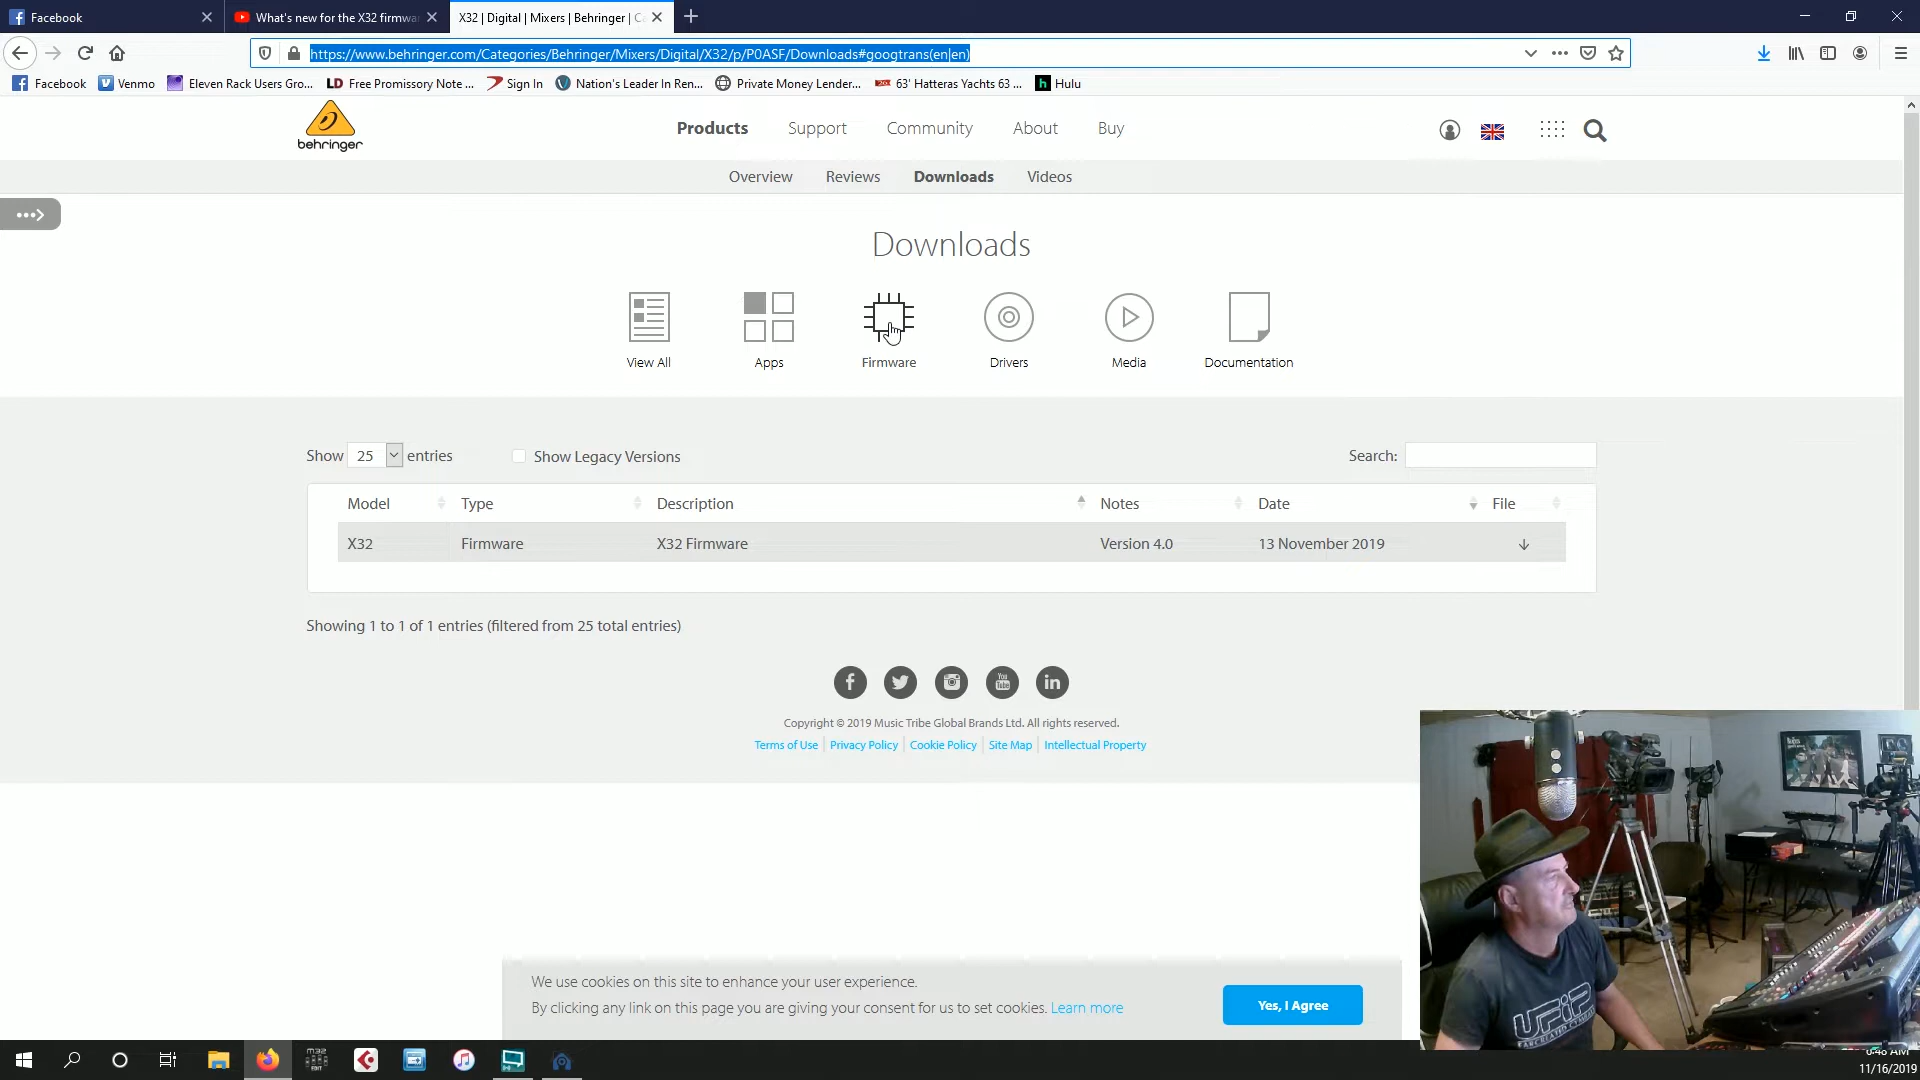 Facebook
What's new for the X32 firmwa
X32 | Digital | Mixers | Behringer | C
https://www.behringer.com/Categories/Behringer/Mixers/Digital/X32/p/P0ASF/Downloads#googtrans(en|en)
Facebook Venmo Eleven Rack Users Gro... LD Free Promissory Note ... Sign In Nation's Leader In Ren... Private Money Lender... 63' Hatteras Yachts 63 ... h Hulu
behringer
Products Support Community About Buy
Overview Reviews Downloads Videos
Downloads
View All Apps Firmware Drivers Media Documentation
Show 25 entries Show Legacy Versions Search:
Model Type Description Notes Date File
X32 Firmware X32 Firmware Version 4.0 13 November 2019
Showing 1 to 1 of 1 entries (filtered from 25 total entries)
Copyright © 2019 Music Tribe Global Brands Ltd. All rights reserved.
Terms of Use Privacy Policy Cookie Policy Site Map Intellectual Property
We use cookies on this site to enhance your user experience.
By clicking any link on this page you are giving your consent for us to set cookies. Learn more
Yes, I Agree
M32
EDIT
6:48 AM
11/16/2019